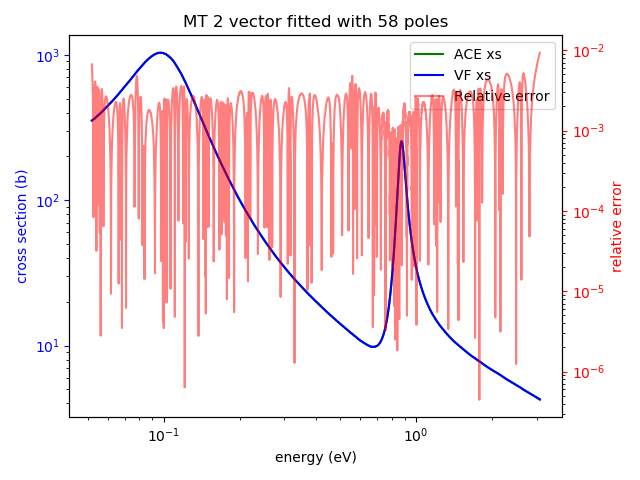 MT 2 vector fitted with 58 poles
ACE xs
VF xs
Relative error
10³
10²
10¹
cross section (b)
10⁻²
10⁻³
10⁻⁴
10⁻⁵
10⁻⁶
relative error
10⁻¹
10⁰
energy (eV)